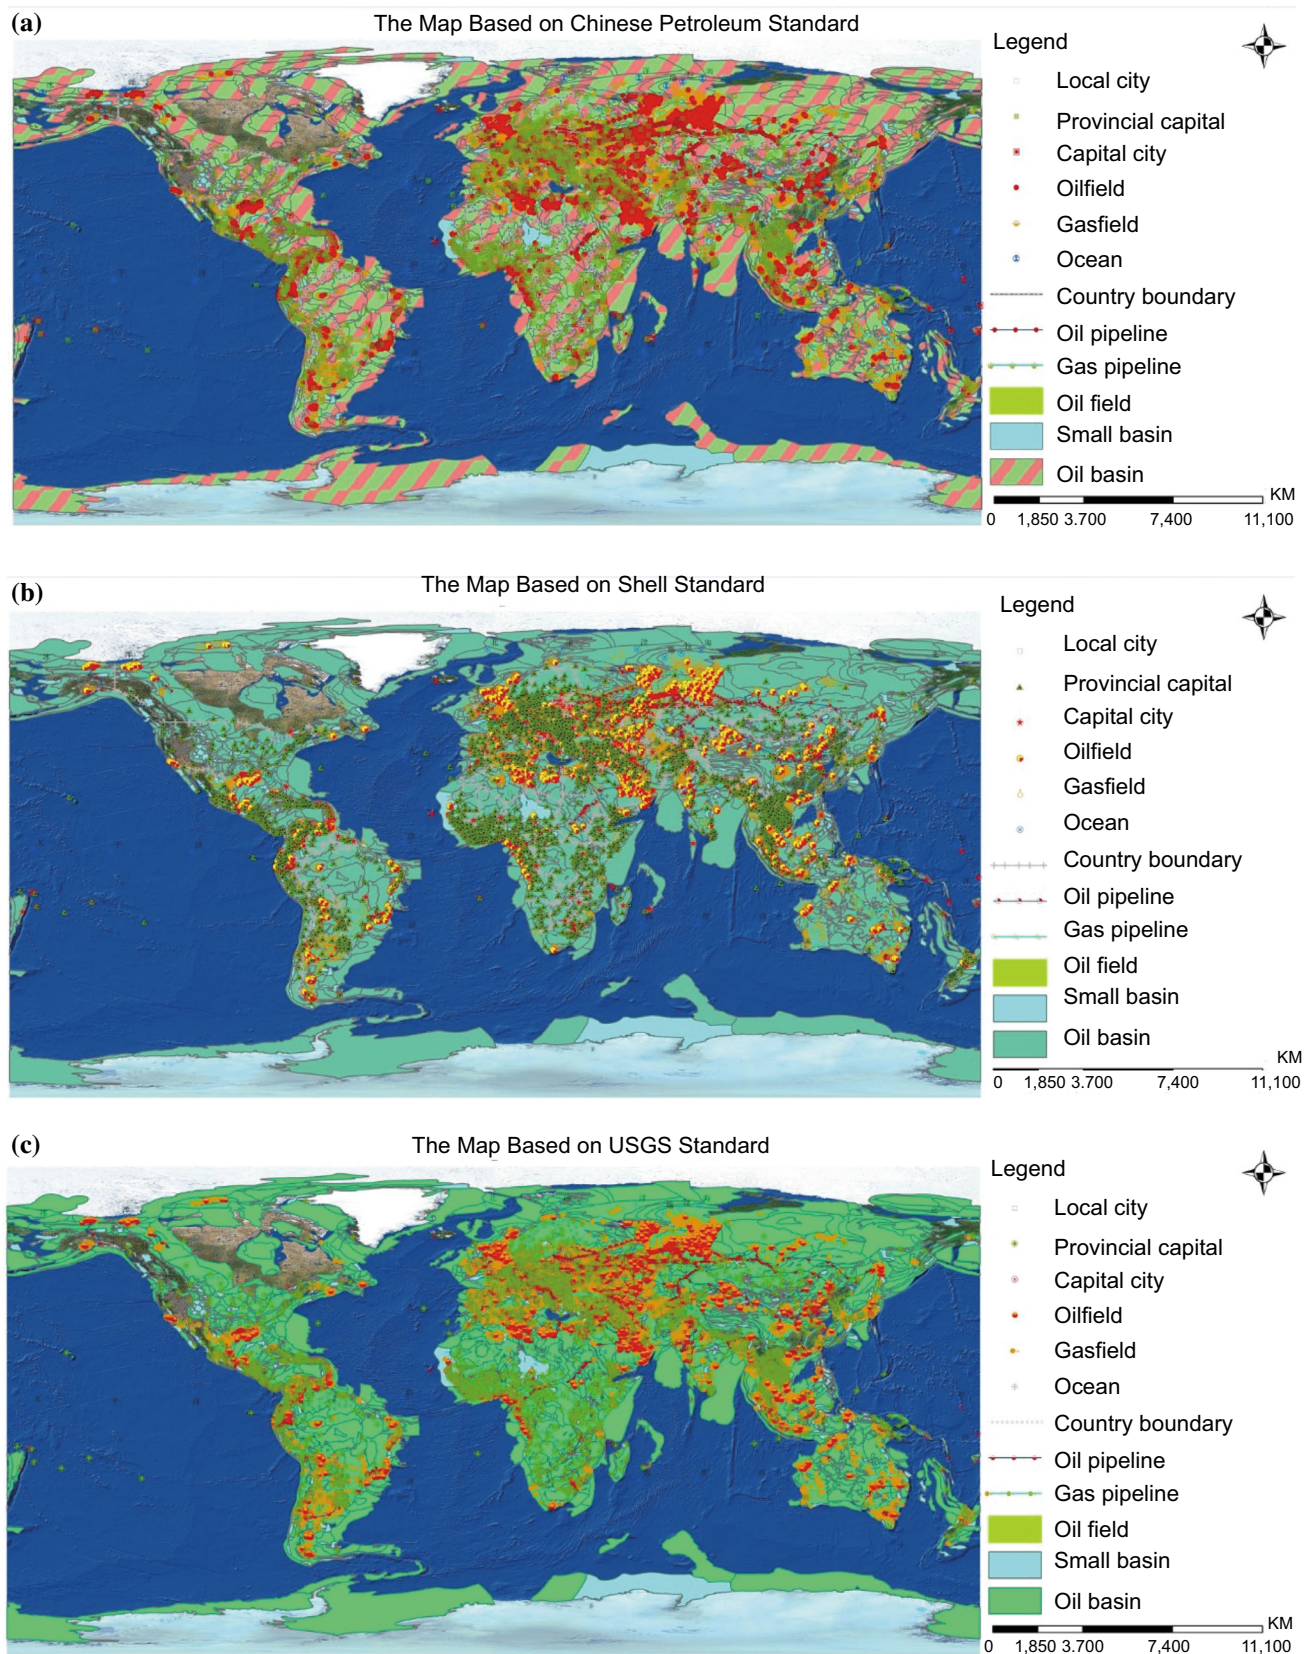 (a)
The Map Based on Chinese Petroleum Standard
Legend
Local city
Provincial capital
Capital city
Oilfield
Gasfield
Ocean
Country boundary
Oil pipeline
Gas pipeline
Oil field
Small basin
Oil basin
KM
0 1,850 3.700 7,400 11,100
(b)
The Map Based on Shell Standard
Legend
Local city
Provincial capital
Capital city
Oilfield
Gasfield
Ocean
Country boundary
Oil pipeline
Gas pipeline
Oil field
Small basin
Oil basin
KM
0 1,850 3.700 7,400 11,100
(c)
The Map Based on USGS Standard
Legend
Local city
Provincial capital
Capital city
Oilfield
Gasfield
Ocean
Country boundary
Oil pipeline
Gas pipeline
Oil field
Small basin
Oil basin
KM
0 1,850 3.700 7,400 11,100